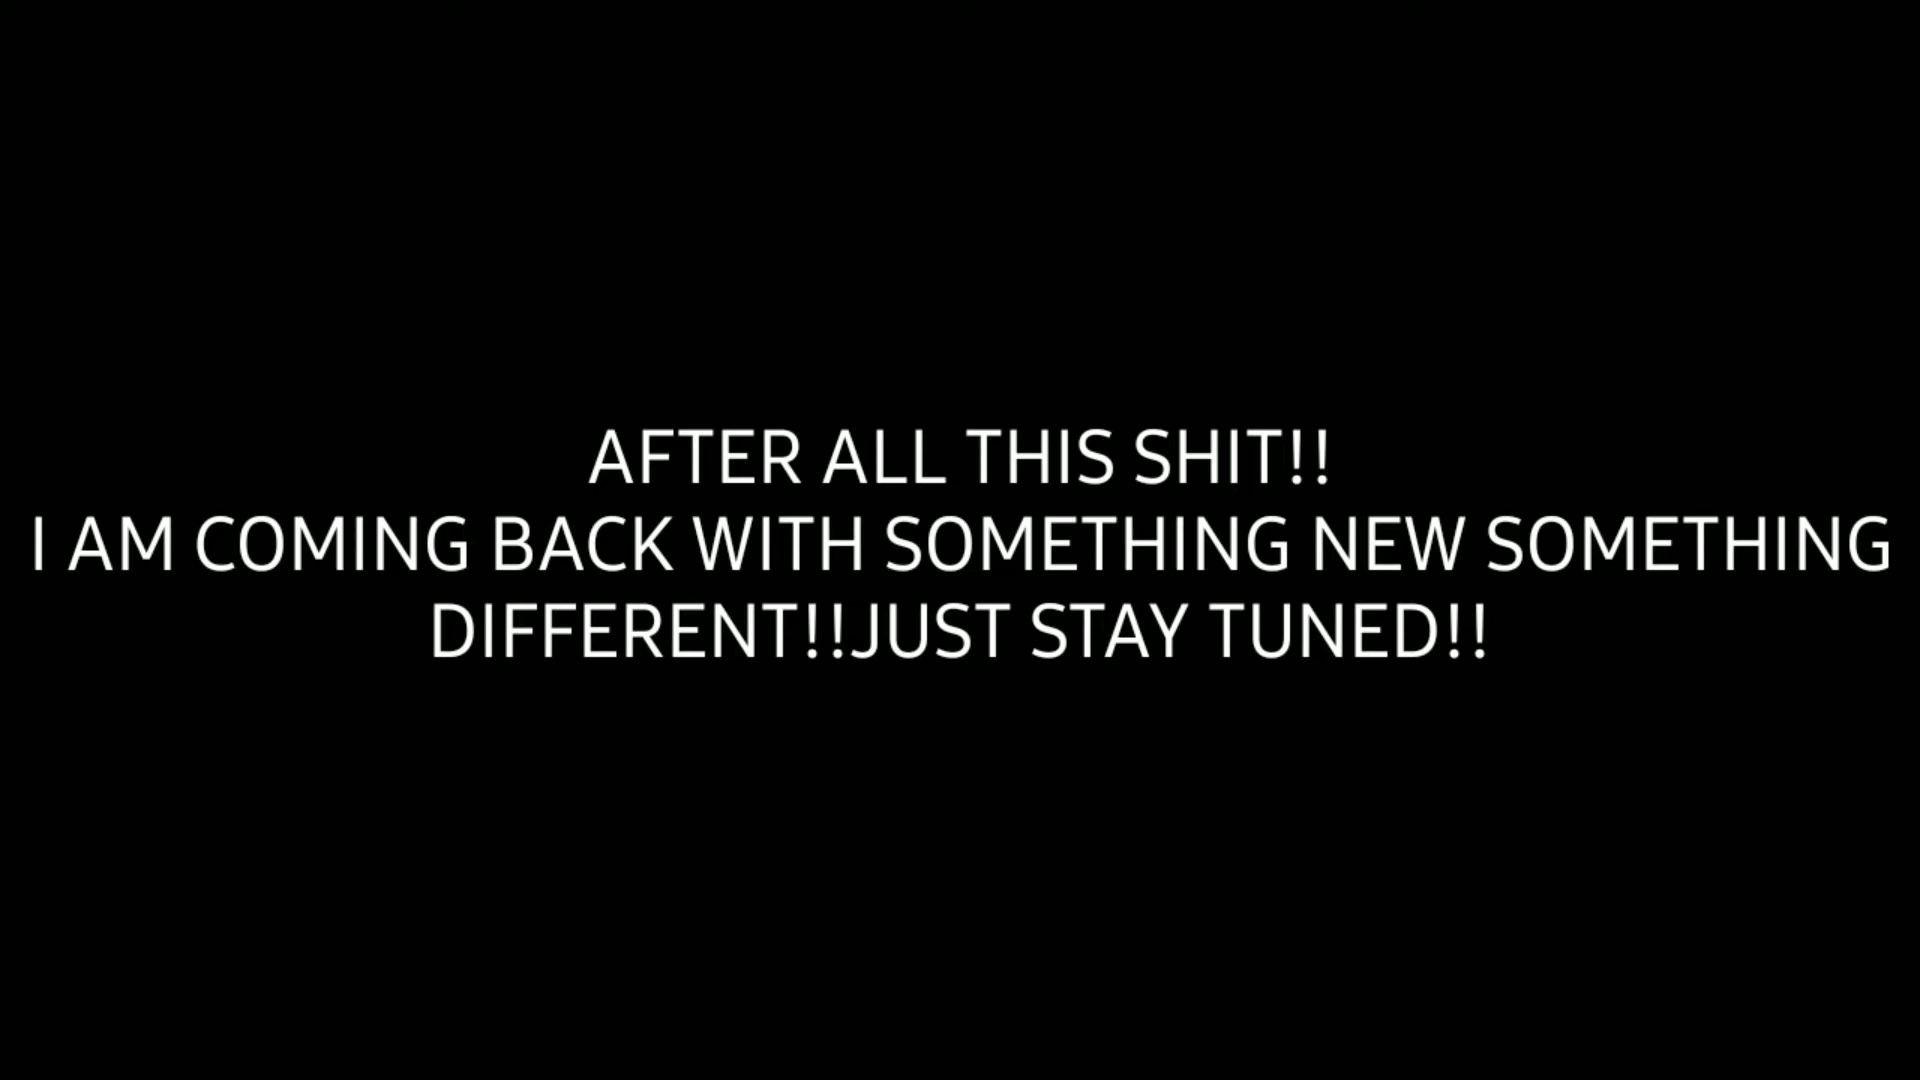 AFTER ALL THIS SHIT!!
I AM COMING BACK WITH SOMETHING NEW SOMETHING
DIFFERENT!!JUST STAY TUNED!!